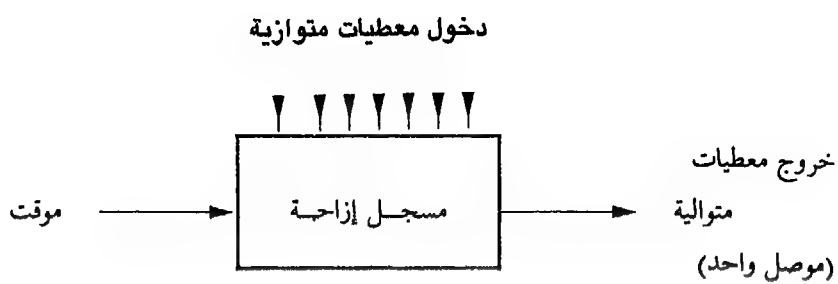 دخول معطيات متوازية
خروج معطيات
موقت
مسجل إزاحة
متوالية
(موصل واحد)